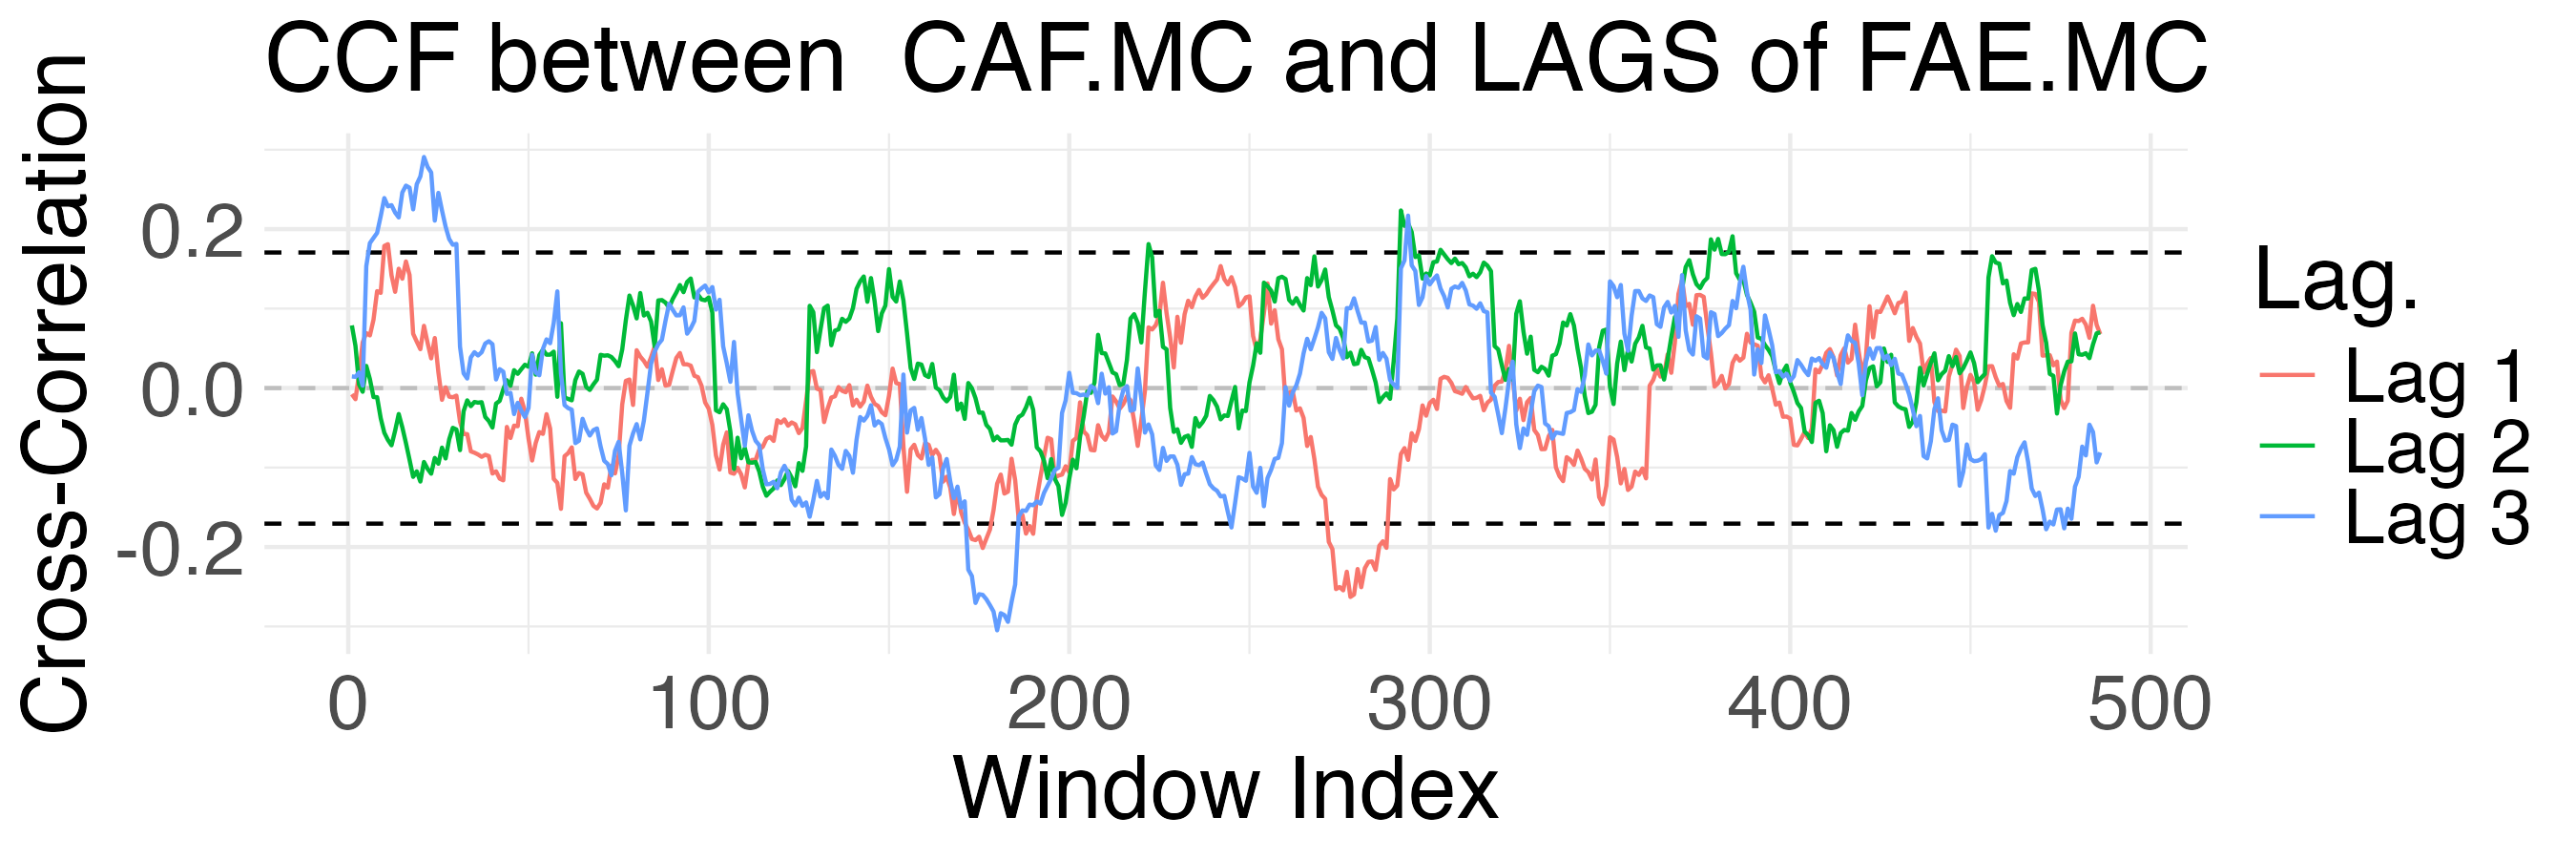 CCF between  CAF.MC and LAGS of FAE.MC
Cross-Correlation
0.2
0.0
-0.2
0
100
200
300
400
500
Window Index
Lag.
Lag 1
Lag 2
Lag 3